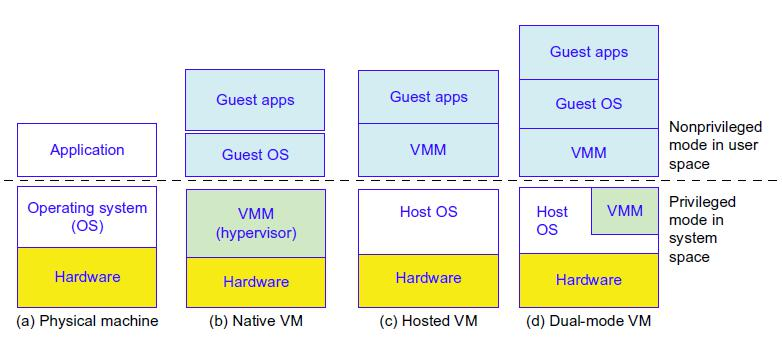 Application
Operating system
(OS)
Hardware
(a) Physical machine
Guest apps
Guest OS
VMM
(hypervisor)
Hardware
(b) Native VM
Guest apps
VMM
Host OS
Hardware
(c) Hosted VM
Guest apps
Guest OS
VMM
Host
OS
VMM
Hardware
(d) Dual-mode VM
Nonprivileged
mode in user
space
Privileged
mode in
system
space